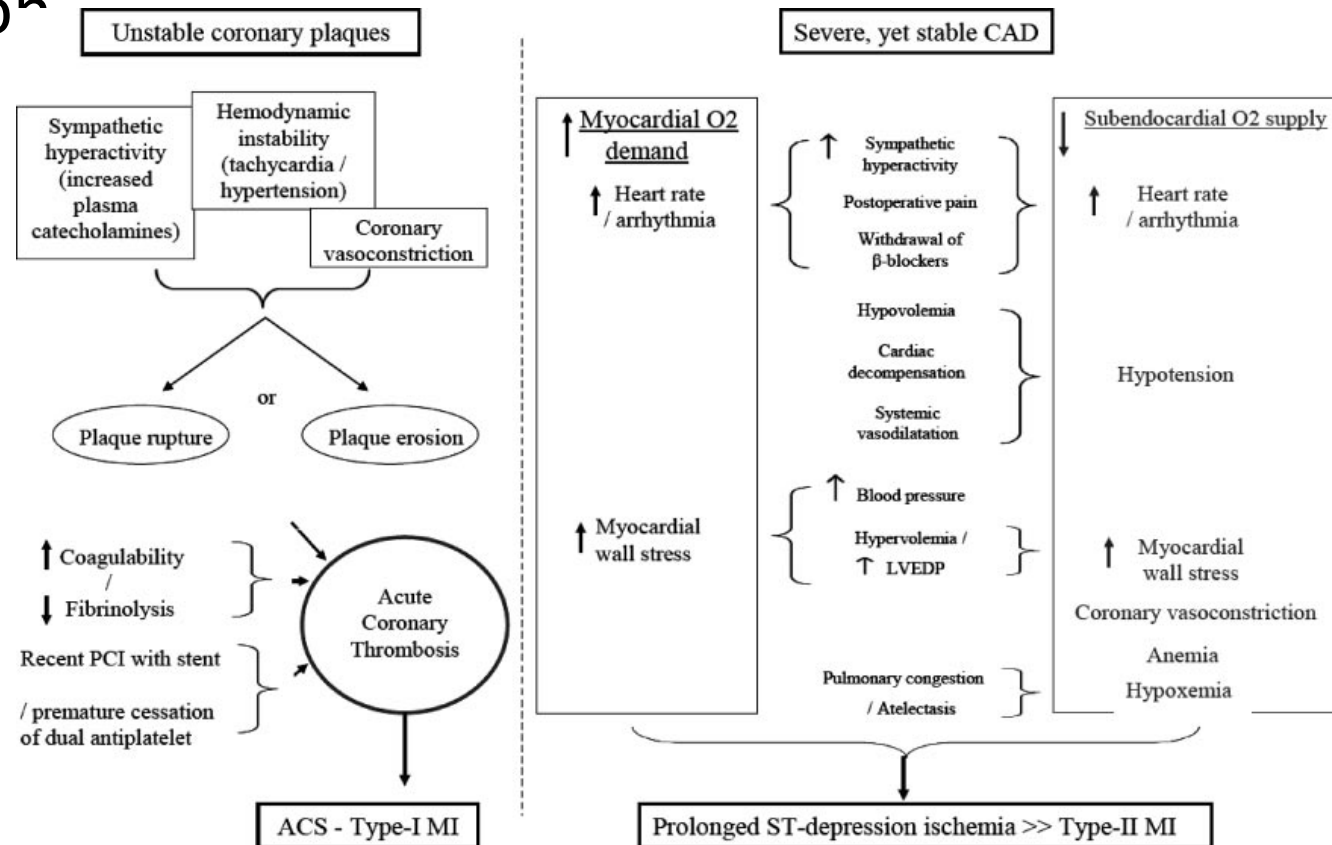 Unstable coronary plaques
Sympathetic
hyperactivity
(increased
plasma
catecholamines)
Hemodynamic
instability
(tachycardia /
hypertension)
Coronary
vasoconstriction
or
Plaque rupture
Plaque erosion
↑ Coagulability
/
↓ Fibrinolysis
Recent PCI with stent
/ premature cessation
of dual antiplatelet
Acute
Coronary
Thrombosis
ACS - Type-I MI
Severe, yet stable CAD
↑ Myocardial O2
demand
↑ Heart rate
/ arrhythmia
↑ Myocardial
wall stress
↑ Sympathetic
hyperactivity
Postoperative pain
Withdrawal of
β-blockers
Hypovolemia
Cardiac
decompensation
Systemic
vasodilatation
↑ Blood pressure
Hypervolemia /
↑ LVEDP
Pulmonary congestion
/ Atelectasis
↓ Subendocardial O2 supply
↑ Heart rate
/ arrhythmia
Hypotension
↑ Myocardial
wall stress
Coronary vasoconstriction
Anemia
Hypoxemia
Prolonged ST-depression ischemia >> Type-II MI